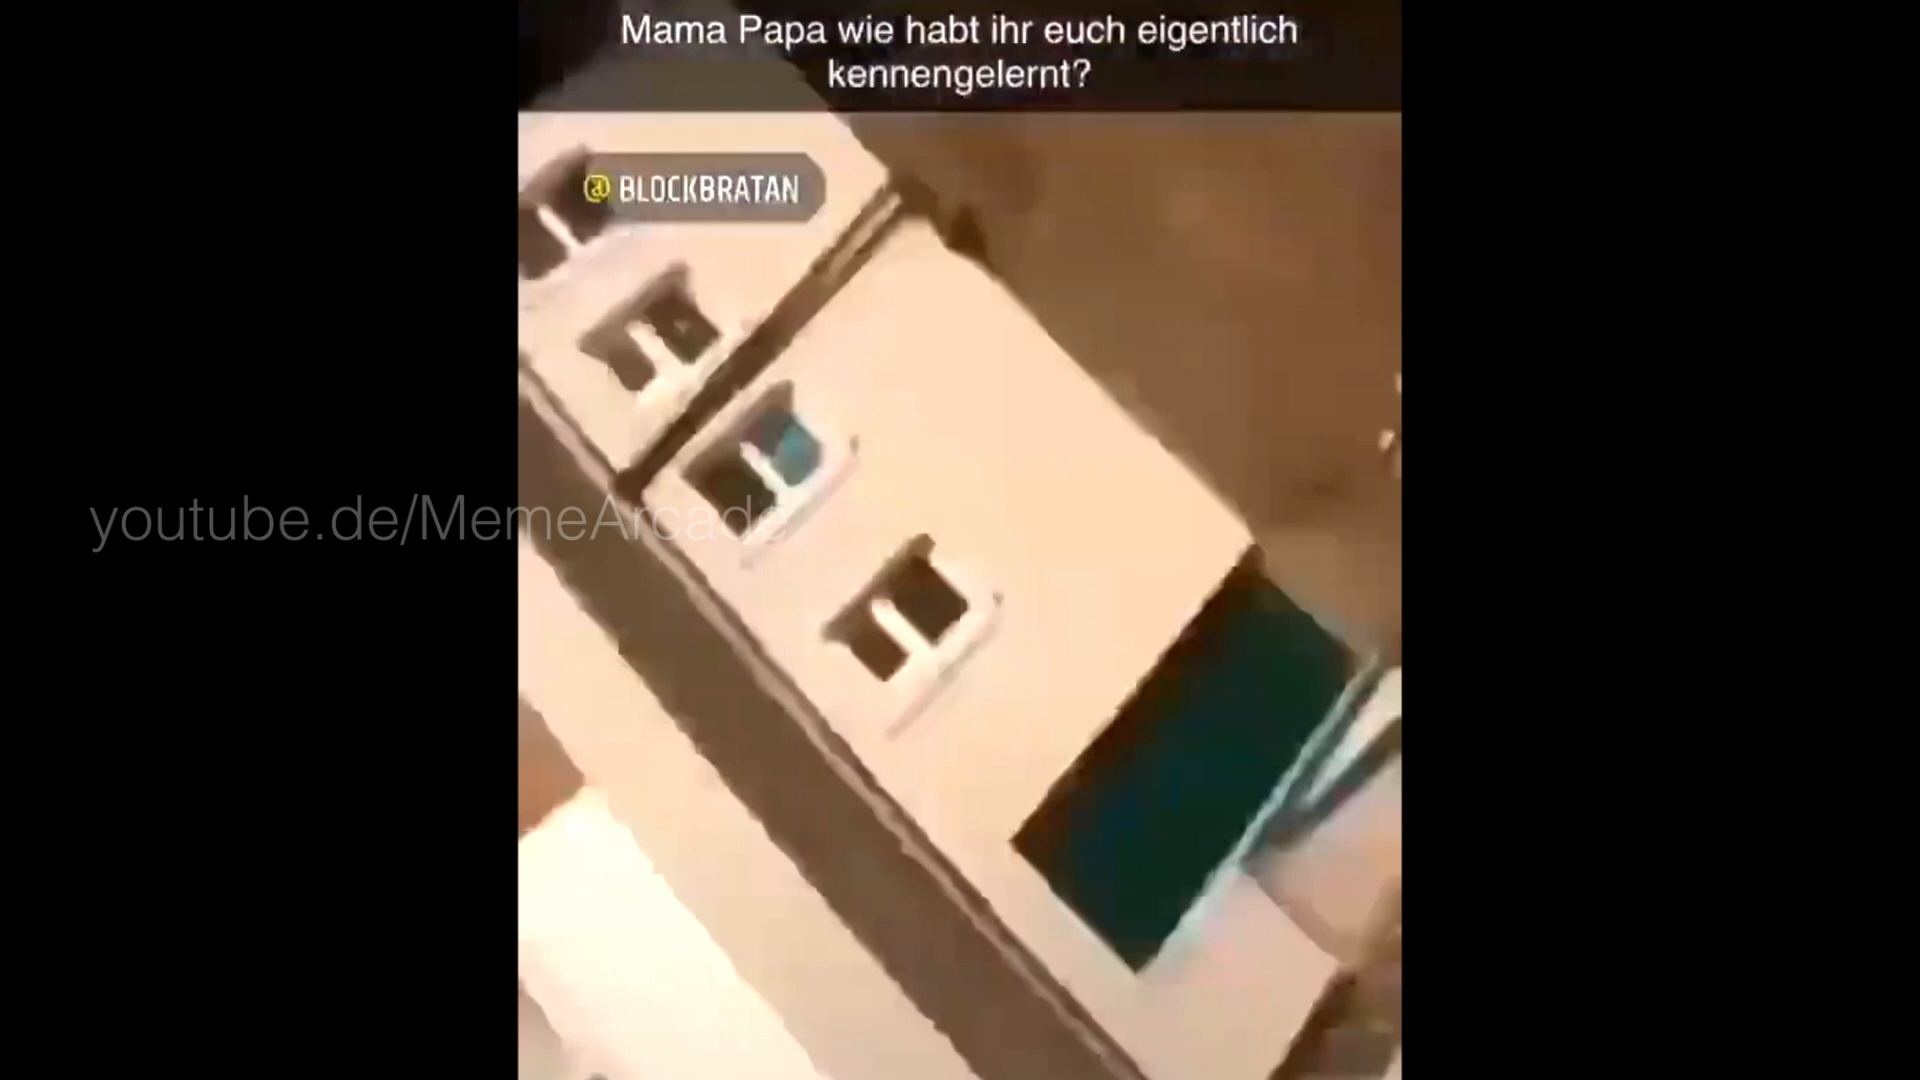 Mama Papa wie habt ihr euch eigentlich
kennengelernt?
@ BLOCKBRATAN
youtube.de/MemeArcade